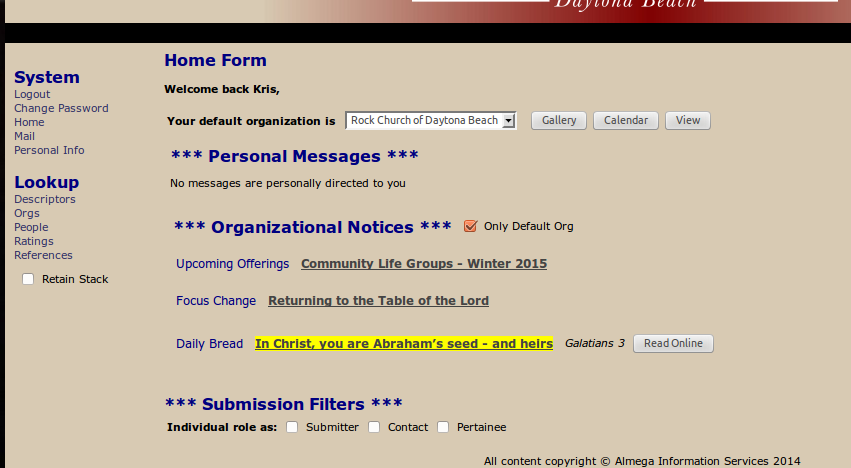 Daytona Beach
System
Logout
Change Password
Home
Mail
Personal Info
Lookup
Descriptors
Orgs
People
Ratings
References
Retain Stack
Home Form
Welcome back Kris,
Your default organization is Rock Church of Daytona Beach Gallery Calendar View
*** Personal Messages ***
No messages are personally directed to you
*** Organizational Notices *** Only Default Org
Upcoming Offerings Community Life Groups – Winter 2015
Focus Change Returning to the Table of the Lord
Daily Bread In Christ, you are Abraham’s seed – and heirs Galatians 3 Read Online
*** Submission Filters ***
Individual role as: Submitter Contact Pertainee
All content copyright © Almega Information Services 2014